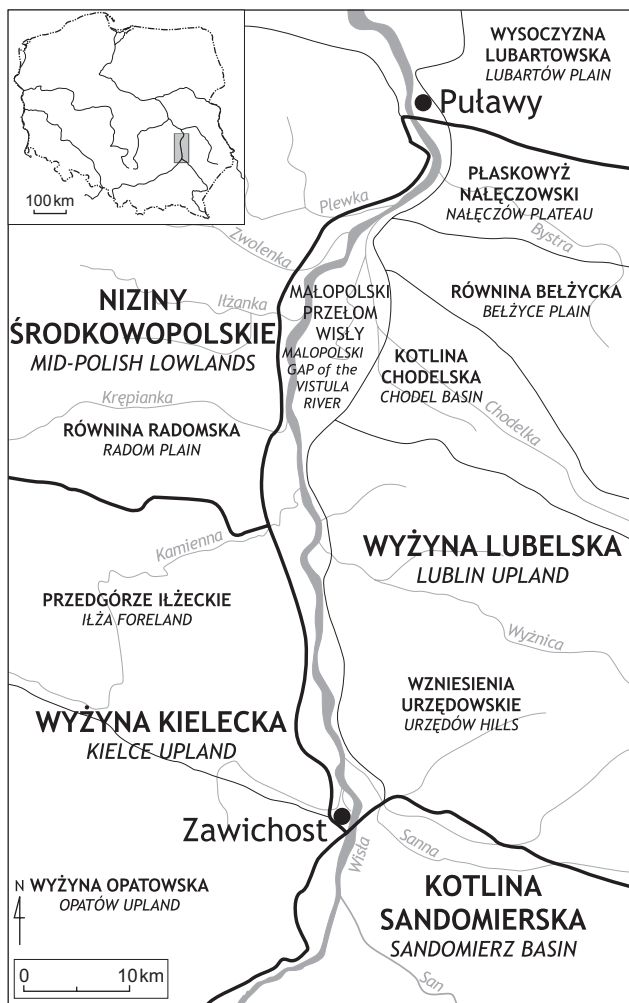 100 km
WYSOCZYZNA
LUBARTOWSKA
LUBARTÓW PLAIN
Puławy
PŁASKOWYŻ
NAŁĘCZOWSKI
NAŁĘCZÓW PLATEAU
Plewka
Bystra
Zwolenka
NIZINY
ŚRODKOWOPOLSKIE
MID-POLISH LOWLANDS
Iłżanka
MAŁOPOLSKI
PRZEŁOM
WISŁY
MALOPOLSKI
GAP of the
VISTULA
RIVER
RÓWNINA BEŁŻYCKA
BEŁŻYCE PLAIN
KOTLINA
CHODELSKA
CHODEL BASIN
Chodelka
Krępianka
RÓWNINA RADOMSKA
RADOM PLAIN
Kamienna
WYŻYNA LUBELSKA
LUBLIN UPLAND
PRZEDGÓRZE IŁŻECKIE
IŁŻA FORELAND
Wyżnica
WZNIESIENIA
URZĘDOWSKIE
URZĘDÓW HILLS
WYŻYNA KIELECKA
KIELCE UPLAND
Zawichost
Wisła
Sanna
N
WYŻYNA OPATOWSKA
OPATÓW UPLAND
KOTLINA
SANDOMIERSKA
SANDOMIERZ BASIN
San
0 10 km